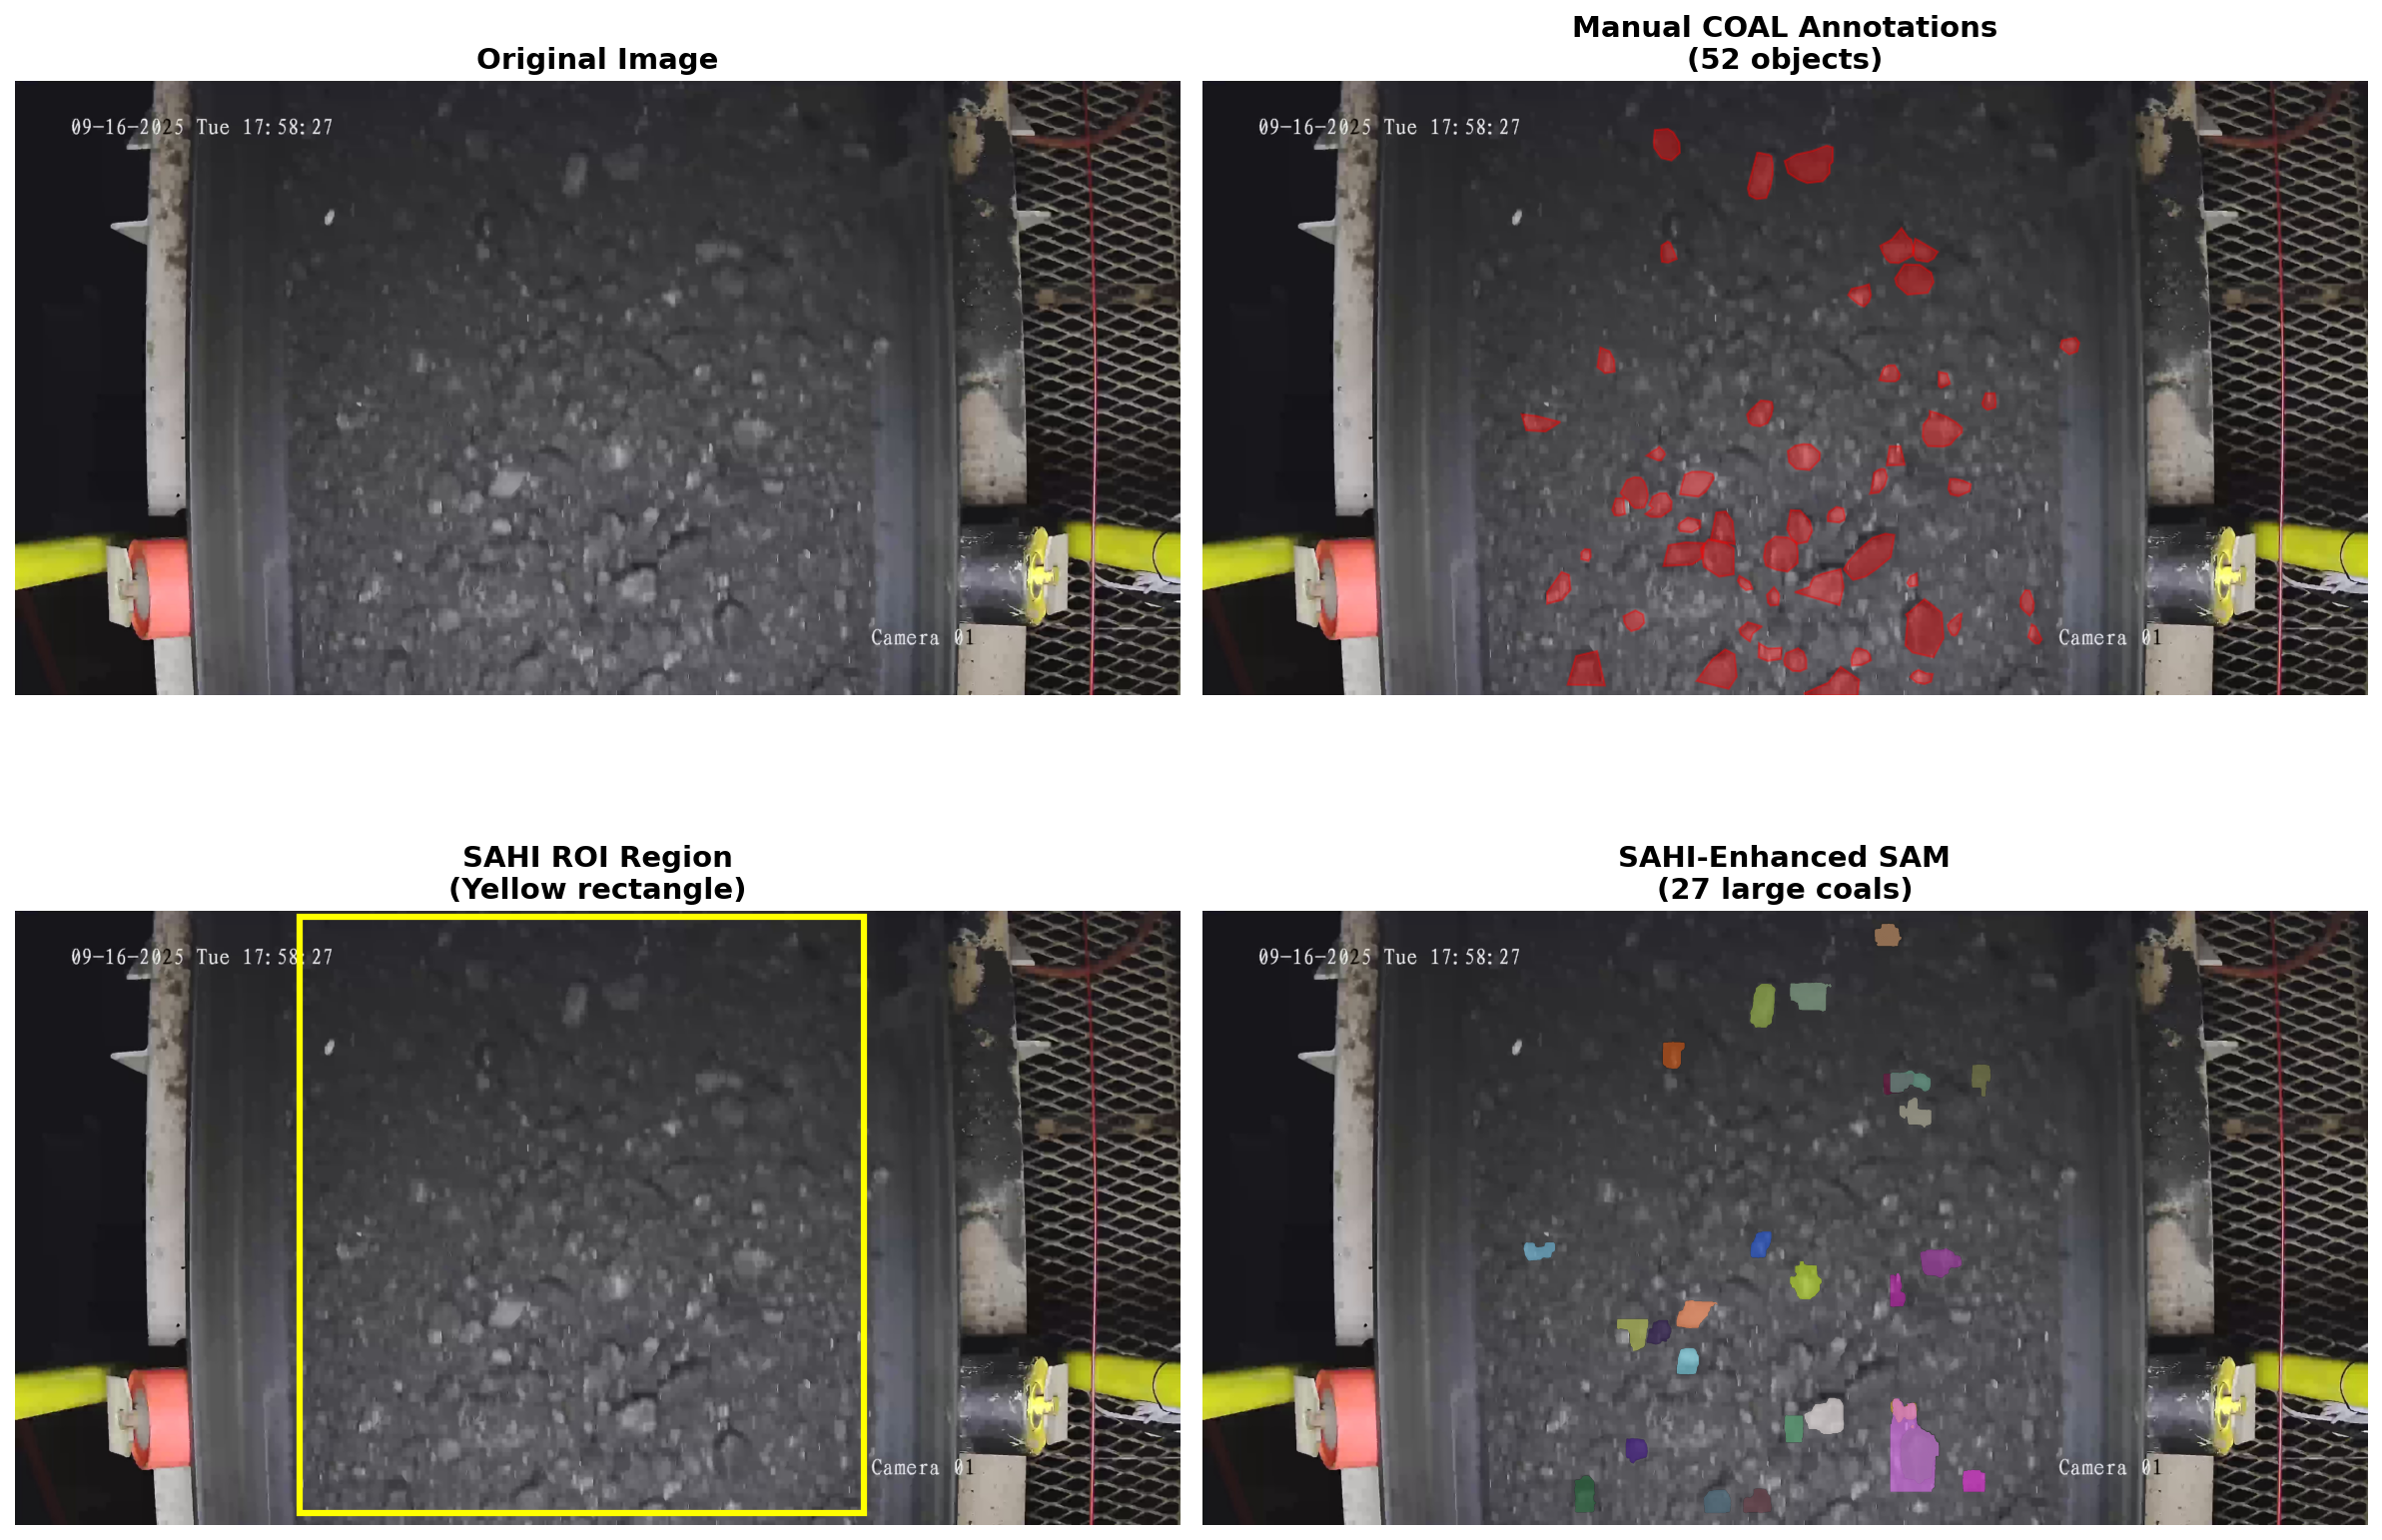 Original Image
09-16-2025 Tue 17:58:27
Camera 01
Manual COAL Annotations
(52 objects)
09-16-2025 Tue 17:58:27
Camera 01
SAHI ROI Region
(Yellow rectangle)
09-16-2025 Tue 17:58:27
Camera 01
SAHI-Enhanced SAM
(27 large coals)
09-16-2025 Tue 17:58:27
Camera 01